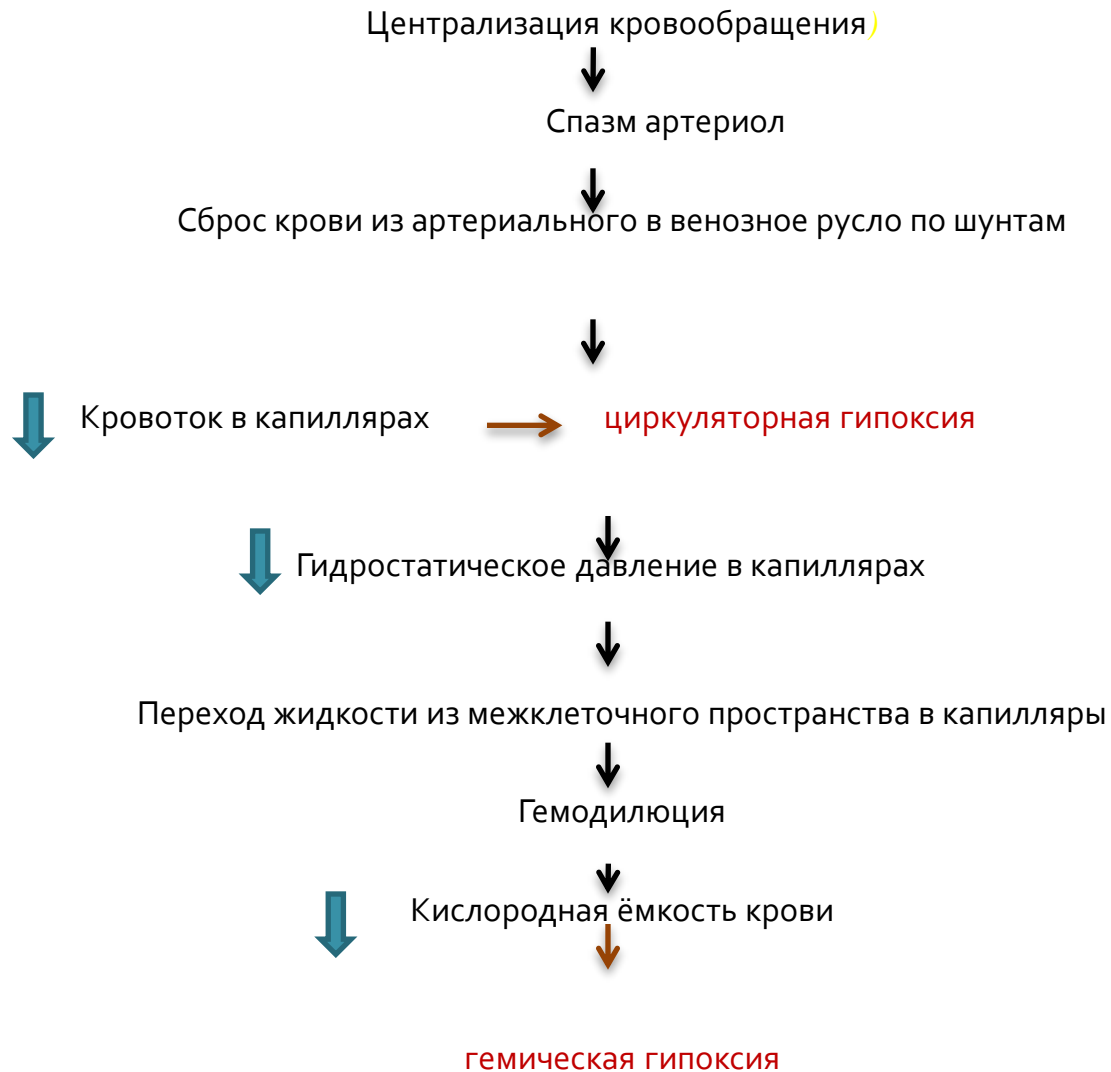 Централизация кровообращения)
Спазм артериол
Сброс крови из артериального в венозное русло по шунтам
Кровоток в капиллярах циркуляторная гипоксия
Гидростатическое давление в капиллярах
Переход жидкости из межклеточного пространства в капилляры
Гемодилюция
Кислородная ёмкость крови
гемическая гипоксия